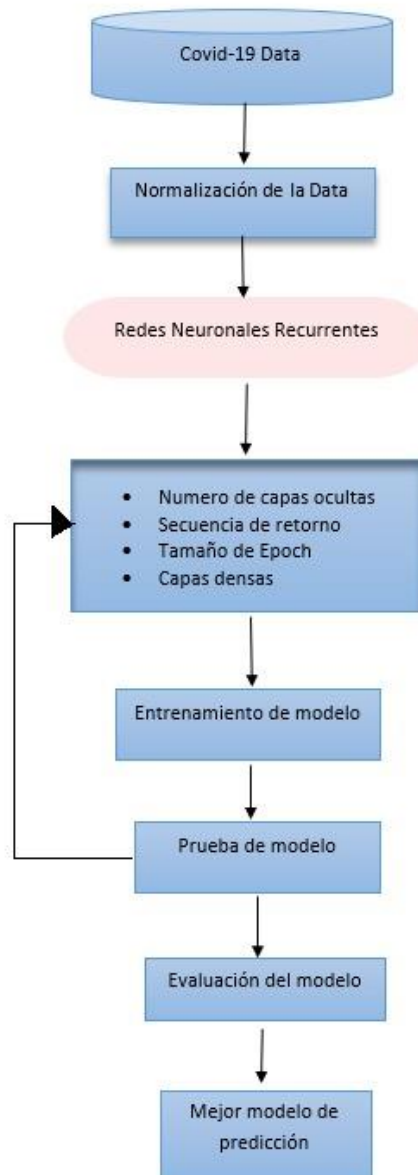 Covid-19 Data
Normalización de la Data
Redes Neuronales Recurrentes
• Numero de capas ocultas
• Secuencia de retorno
• Tamaño de Epoch
• Capas densas
Entrenamiento de modelo
Prueba de modelo
Evaluación del modelo
Mejor modelo de
predicción